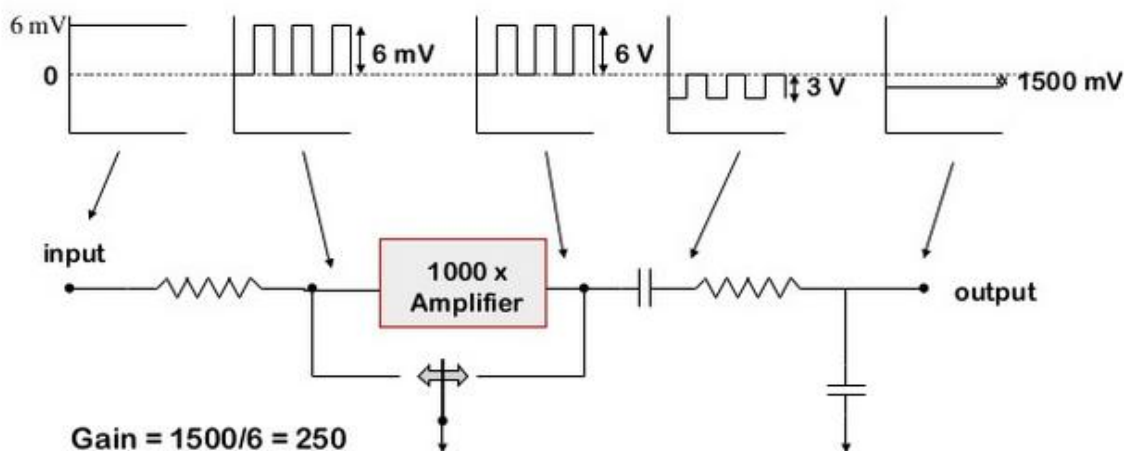 6 mV
0
6 mV
6 V
3 V
1500 mV
input
1000 x
Amplifier
output
Gain = 1500/6 = 250